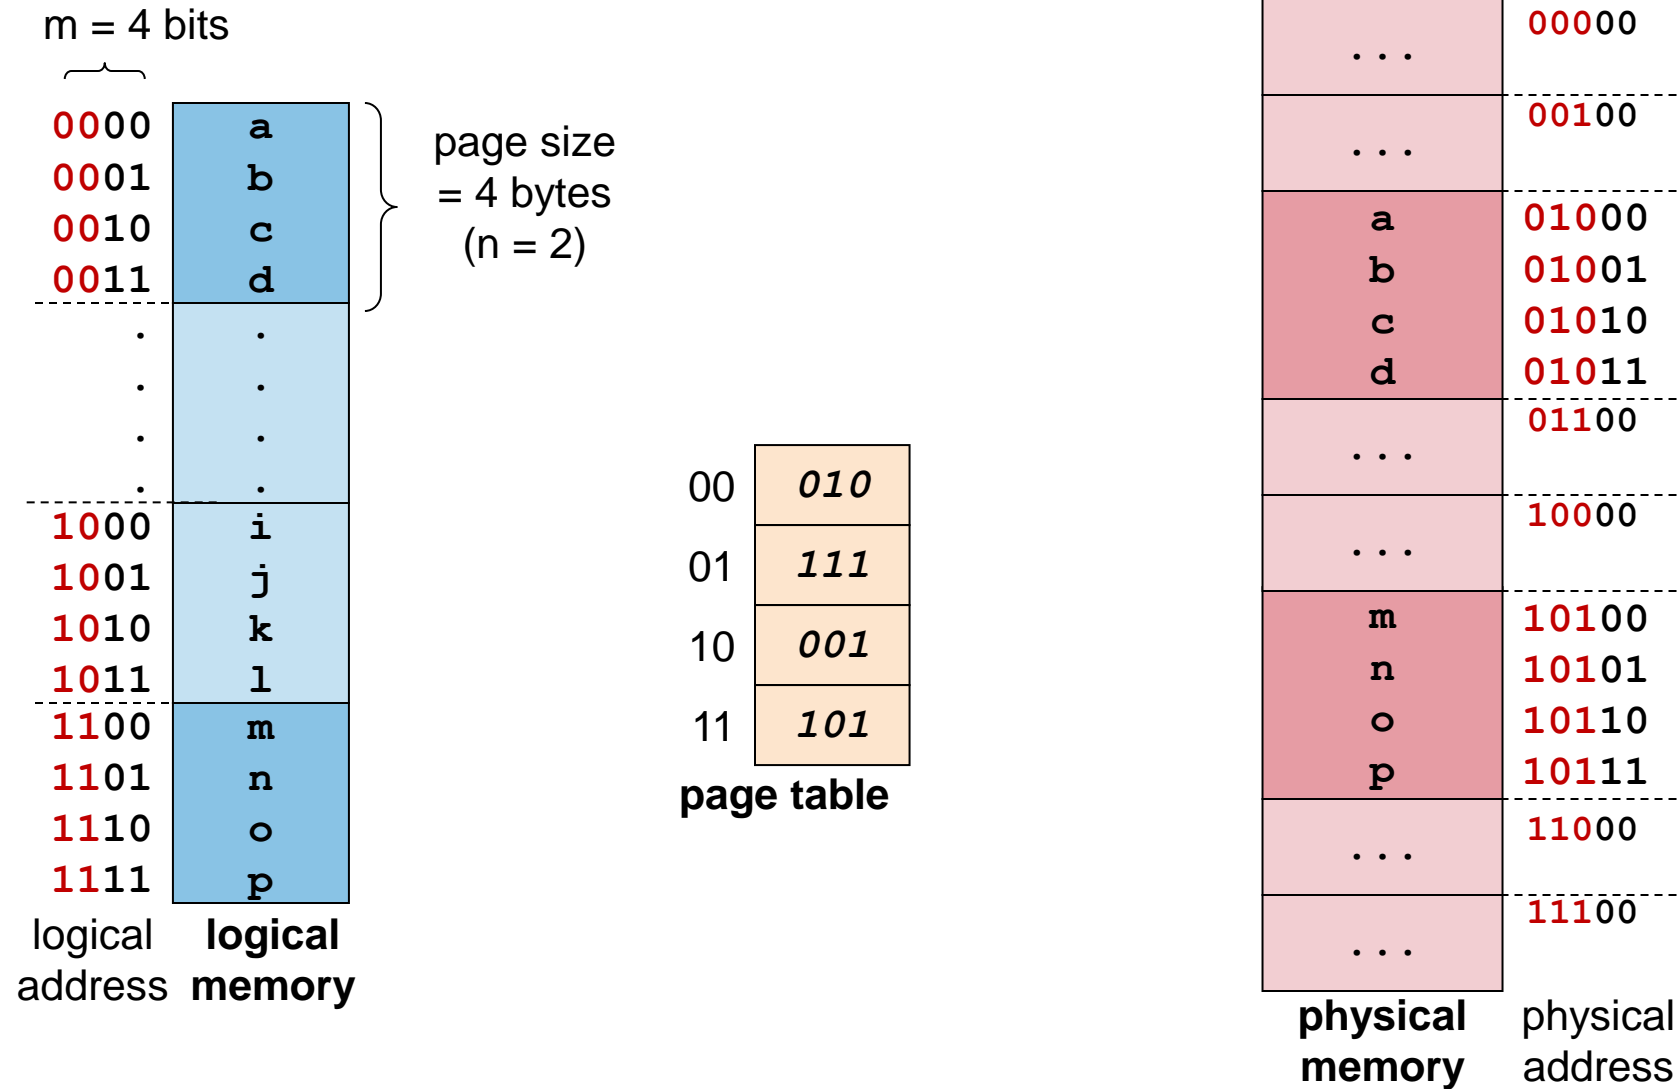 m = 4 bits
0000 a
0001 b
0010 c
0011 d
page size
= 4 bytes
(n = 2)
. .
. .
. .
. .
1000 i
1001 j
1010 k
1011 l
1100 m
1101 n
1110 o
1111 p
logical
address
logical
memory
00 010
01 111
10 001
11 101
page table
00000
...
00100
...
a 01000
b 01001
c 01010
d 01011
01100
...
10000
...
m 10100
n 10101
o 10110
p 10111
11000
...
11100
...
physical
memory
physical
address